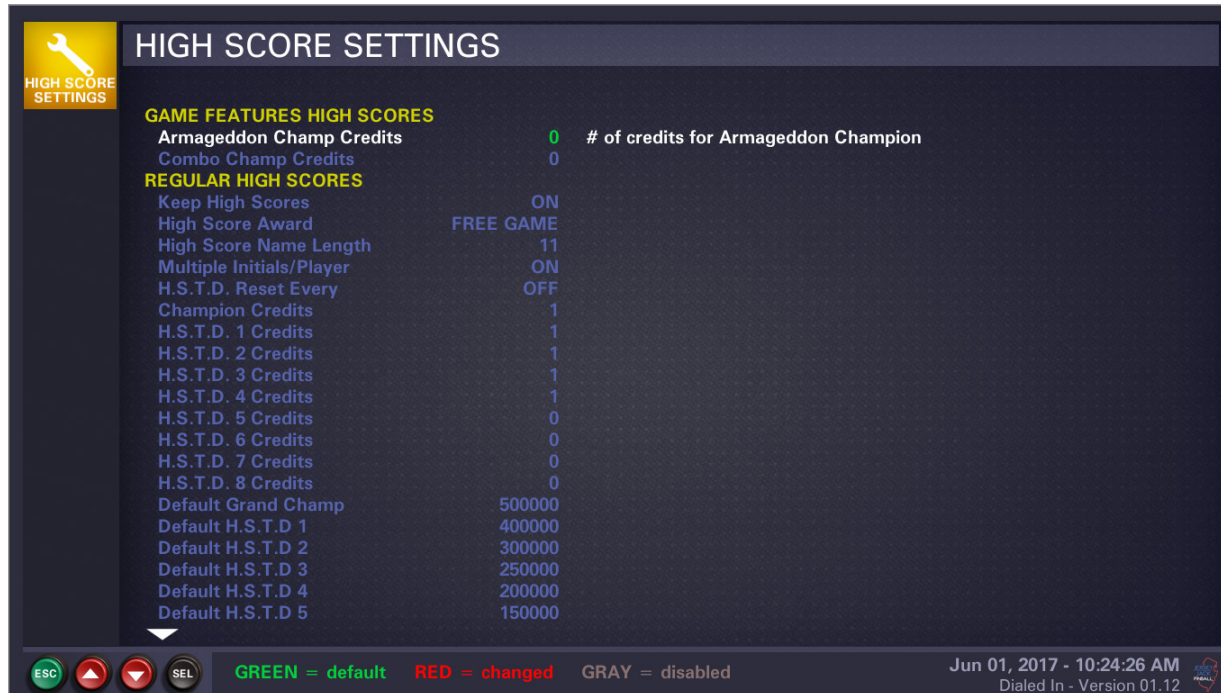 HIGH SCORE SETTINGS
HIGH SCORE
SETTINGS
GAME FEATURES HIGH SCORES
Armageddon Champ Credits 0 # of credits for Armageddon Champion
Combo Champ Credits 0
REGULAR HIGH SCORES
Keep High Scores ON
High Score Award FREE GAME
High Score Name Length 11
Multiple Initials/Player ON
H.S.T.D. Reset Every OFF
Champion Credits 1
H.S.T.D. 1 Credits 1
H.S.T.D. 2 Credits 1
H.S.T.D. 3 Credits 1
H.S.T.D. 4 Credits 1
H.S.T.D. 5 Credits 0
H.S.T.D. 6 Credits 0
H.S.T.D. 7 Credits 0
H.S.T.D. 8 Credits 0
Default Grand Champ 500000
Default H.S.T.D 1 400000
Default H.S.T.D 2 300000
Default H.S.T.D 3 250000
Default H.S.T.D 4 200000
Default H.S.T.D 5 150000
ESC SEL GREEN = default RED = changed GRAY = disabled
Jun 01, 2017 - 10:24:26 AM
Dialed In - Version 01.12